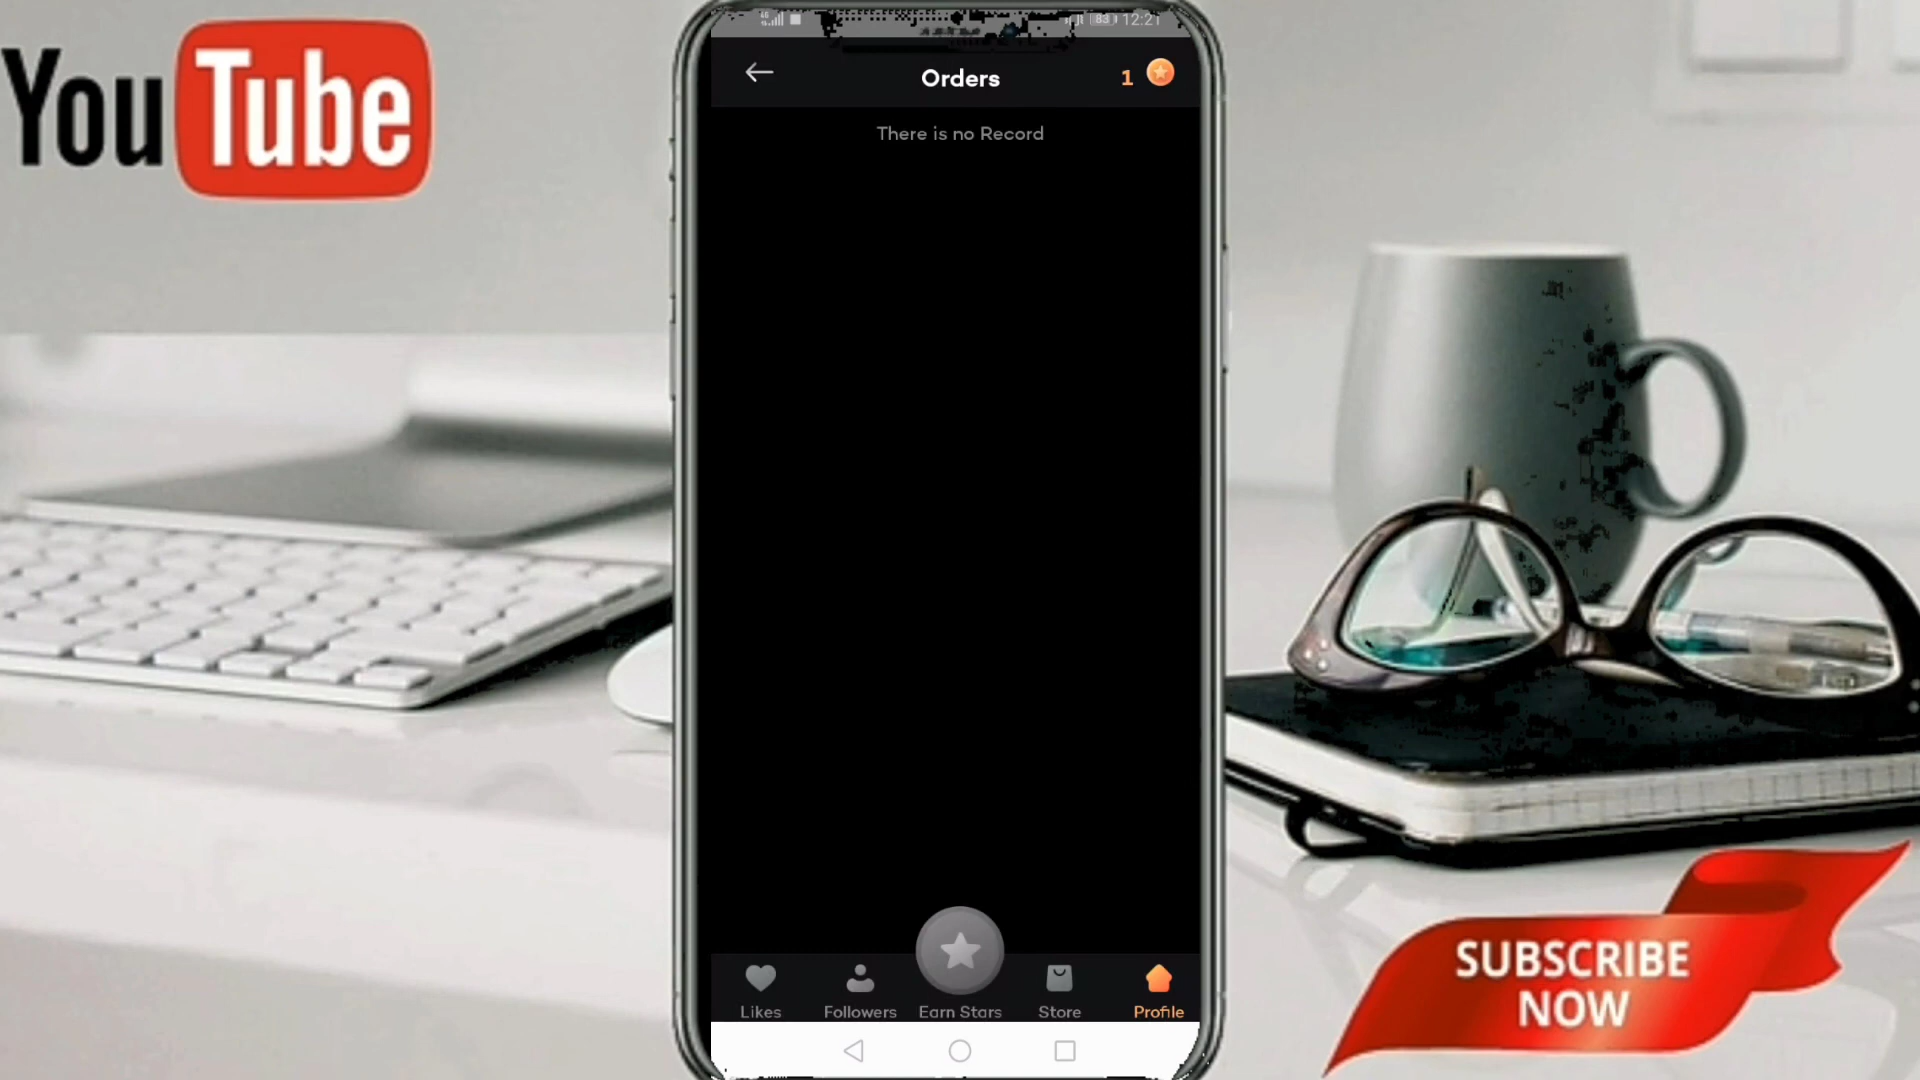 YouTube
12:21
Orders
1
There is no Record
Likes
Followers
Earn Stars
Store
Profile
SUBSCRIBE
NOW